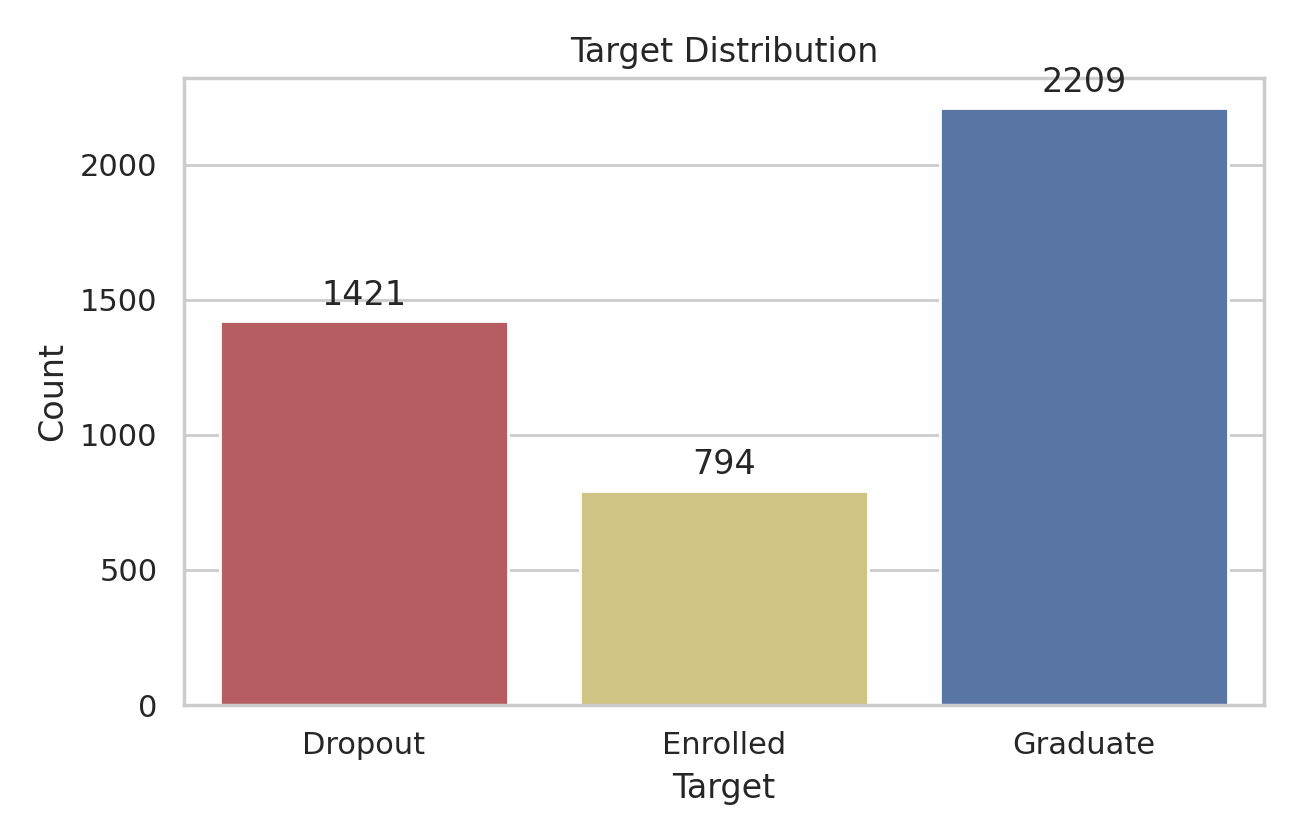 Target Distribution
2209
2000
1421
1500
Count
1000
794
500
0
Dropout Enrolled Graduate
Target